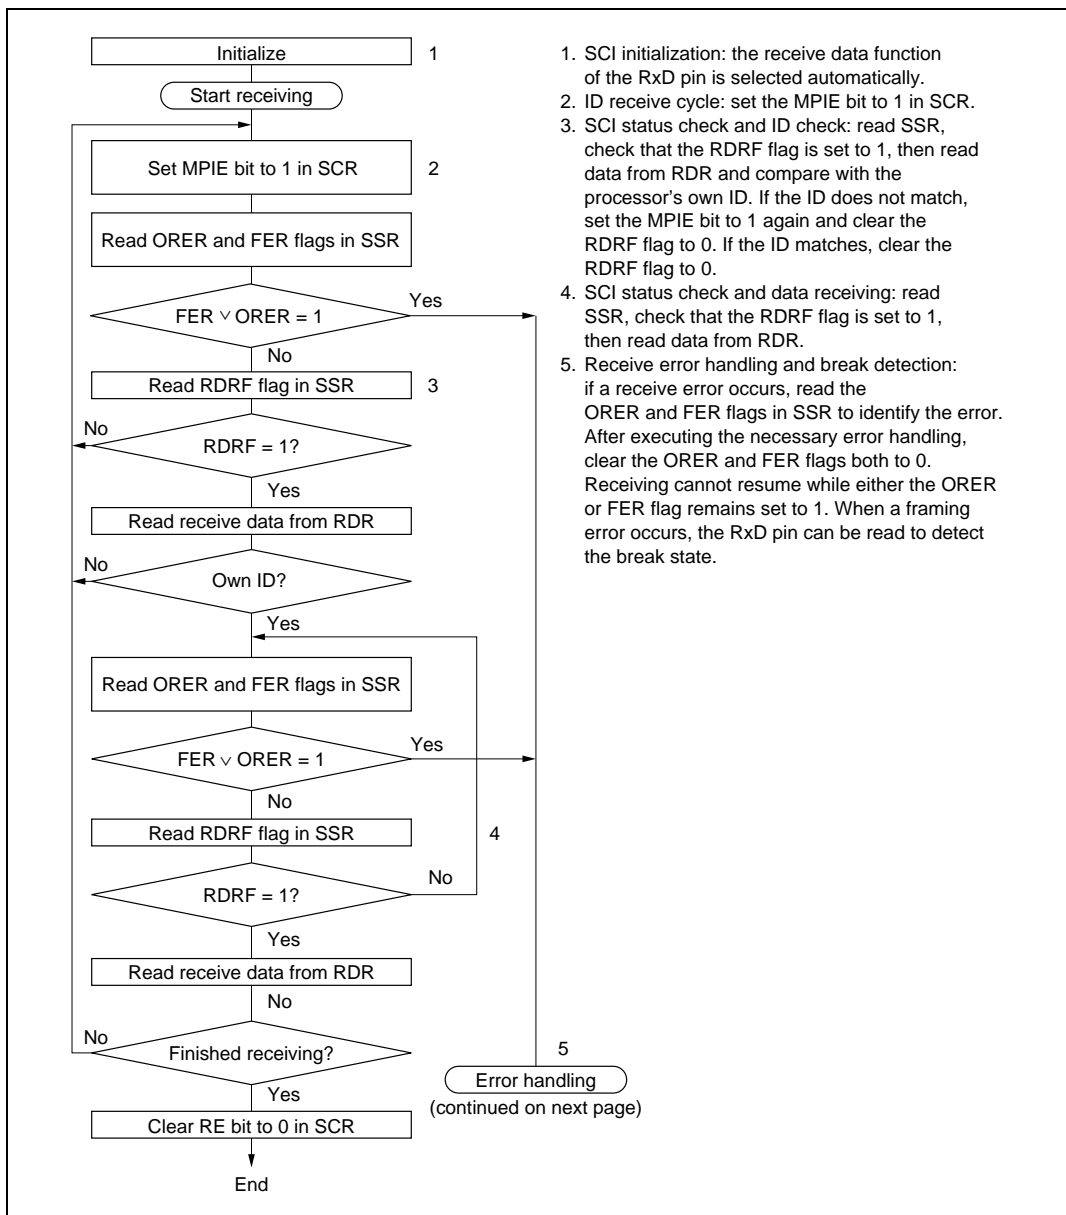 Initialize
1
Start receiving
Set MPIE bit to 1 in SCR
2
Read ORER and FER flags in SSR
FER ∨ ORER = 1
Yes
No
Read RDRF flag in SSR
3
No
RDRF = 1?
Yes
Read receive data from RDR
No
Own ID?
Yes
Read ORER and FER flags in SSR
FER ∨ ORER = 1
Yes
No
Read RDRF flag in SSR
4
RDRF = 1?
No
Yes
Read receive data from RDR
No
No
Finished receiving?
Yes
Clear RE bit to 0 in SCR
End
5
Error handling
(continued on next page)
1. SCI initialization: the receive data function
of the RxD pin is selected automatically.
2. ID receive cycle: set the MPIE bit to 1 in SCR.
3. SCI status check and ID check: read SSR,
check that the RDRF flag is set to 1, then read
data from RDR and compare with the
processor's own ID. If the ID does not match,
set the MPIE bit to 1 again and clear the
RDRF flag to 0. If the ID matches, clear the
RDRF flag to 0.
4. SCI status check and data receiving: read
SSR, check that the RDRF flag is set to 1,
then read data from RDR.
5. Receive error handling and break detection:
if a receive error occurs, read the
ORER and FER flags in SSR to identify the error.
After executing the necessary error handling,
clear the ORER and FER flags both to 0.
Receiving cannot resume while either the ORER
or FER flag remains set to 1. When a framing
error occurs, the RxD pin can be read to detect
the break state.